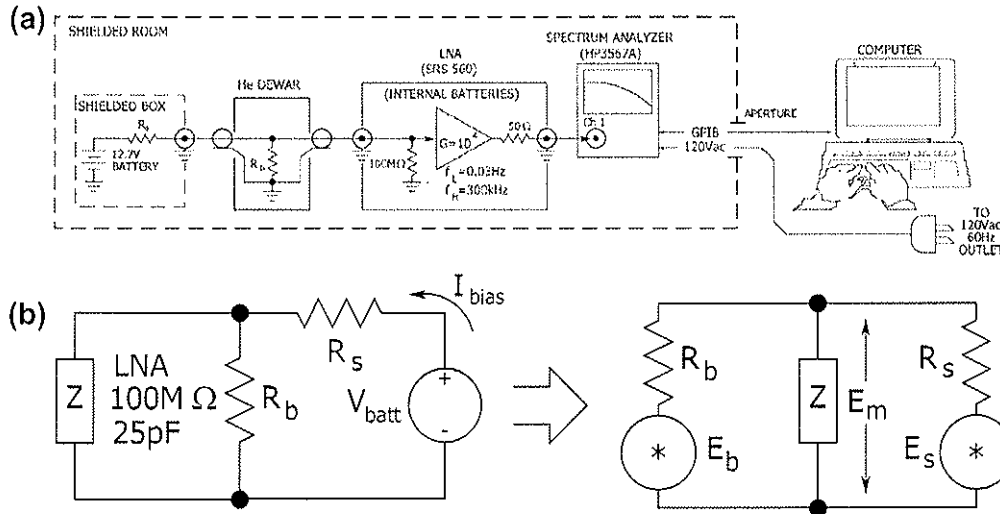 (a)
SHIELDED ROOM
SPECTRUM ANALYZER
(HP3567A)
COMPUTER
LNA
(SRS 560)
(INTERNAL BATTERIES)
He DEWAR
SHIELDED BOX
APERTURE
Rs
12.7V
BATTERY
Rb
100MΩ
G=10²
50Ω
Ch 1
GPIB
120Vac
fL=0.03Hz
fH=300kHz
TO
120Vac
60Hz
OUTLET
(b)
Ibias
Rs
LNA
100M Ω
25pF
Z
Rb
Vbatt
+
-
Rb
Z
Em
Rs
*
Eb
*
Es